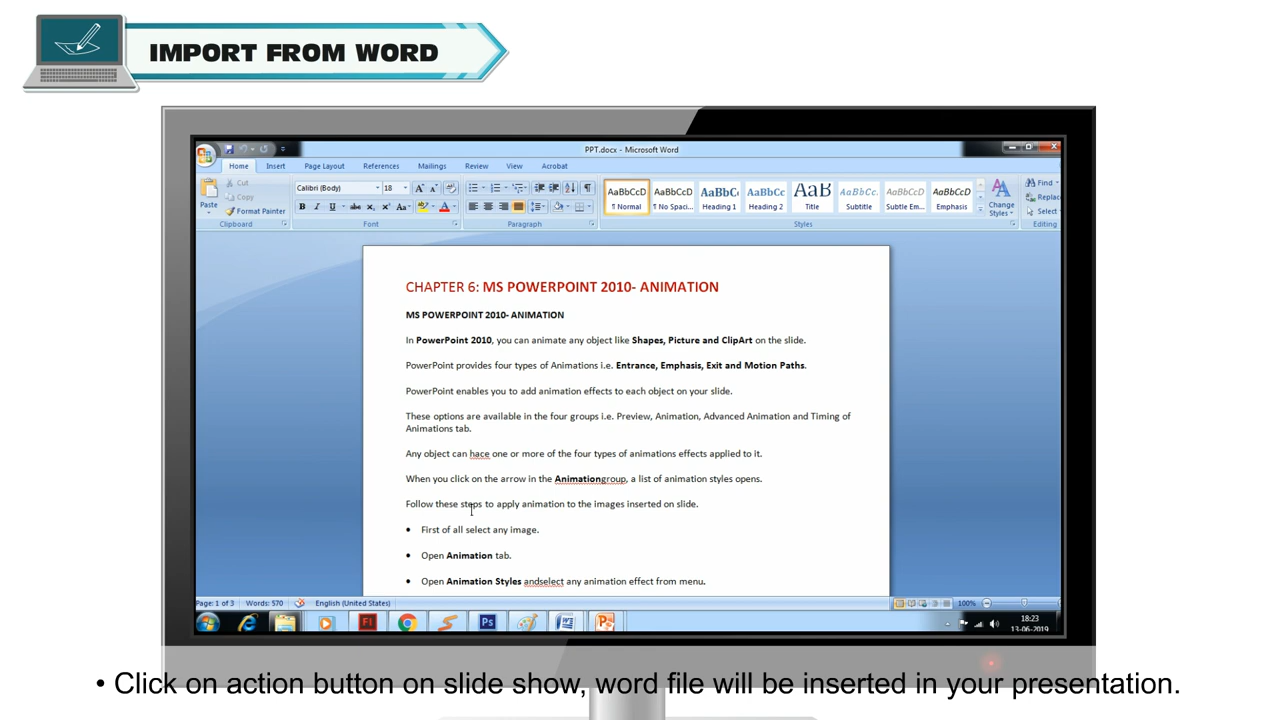 IMPORT FROM WORD
PPT.docx - Microsoft Word
Home Insert Page Layout References Mailings Review View Acrobat
Paste
Cut
Copy
Format Painter
Clipboard
Calibri (Body) 18
Font
Paragraph
AaBbCcD AaBbCcD AaBbC AaBbCc AaB AaBbCc. AaBbCcD AaBbCcD
¶ Normal ¶ No Spaci... Heading 1 Heading 2 Title Subtitle Subtle Em... Emphasis
Change Styles
Styles
Find
Replac
Select
Editing
CHAPTER 6: MS POWERPOINT 2010- ANIMATION
MS POWERPOINT 2010- ANIMATION
In PowerPoint 2010, you can animate any object like Shapes, Picture and ClipArt on the slide.
PowerPoint provides four types of Animations i.e. Entrance, Emphasis, Exit and Motion Paths.
PowerPoint enables you to add animation effects to each object on your slide.
These options are available in the four groups i.e. Preview, Animation, Advanced Animation and Timing of
Animations tab.
Any object can hace one or more of the four types of animations effects applied to it.
When you click on the arrow in the Animationgroup, a list of animation styles opens.
Follow these steps to apply animation to the images inserted on slide.
• First of all select any image.
• Open Animation tab.
• Open Animation Styles andselect any animation effect from menu.
Page: 1 of 3 Words: 570 English (United States) 100%
18:23
13-06-2019
• Click on action button on slide show, word file will be inserted in your presentation.